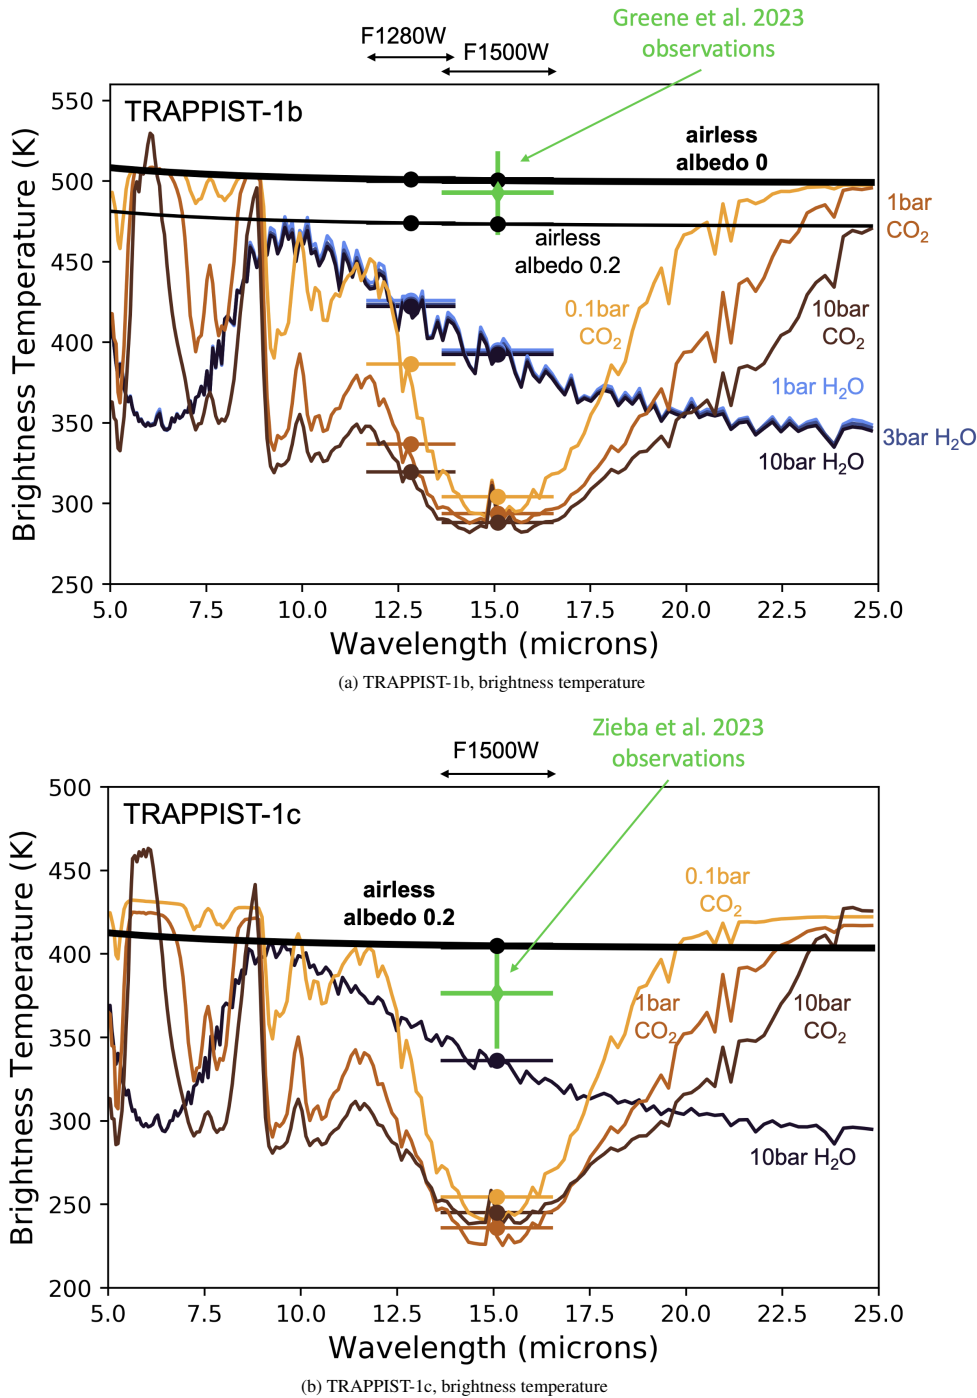 Greene et al. 2023
observations
F1280W
F1500W
TRAPPIST-1b
airless
albedo 0
airless
albedo 0.2
0.1bar
CO₂
1bar
CO₂
10bar
CO₂
1bar H₂O
3bar H₂O
10bar H₂O
Brightness Temperature (K)
550
500
450
400
350
300
250
5.0 7.5 10.0 12.5 15.0 17.5 20.0 22.5 25.0
Wavelength (microns)
(a) TRAPPIST-1b, brightness temperature
Zieba et al. 2023
observations
F1500W
TRAPPIST-1c
airless
albedo 0.2
0.1bar
CO₂
1bar
CO₂
10bar
CO₂
10bar H₂O
Brightness Temperature (K)
500
450
400
350
300
250
200
5.0 7.5 10.0 12.5 15.0 17.5 20.0 22.5 25.0
Wavelength (microns)
(b) TRAPPIST-1c, brightness temperature